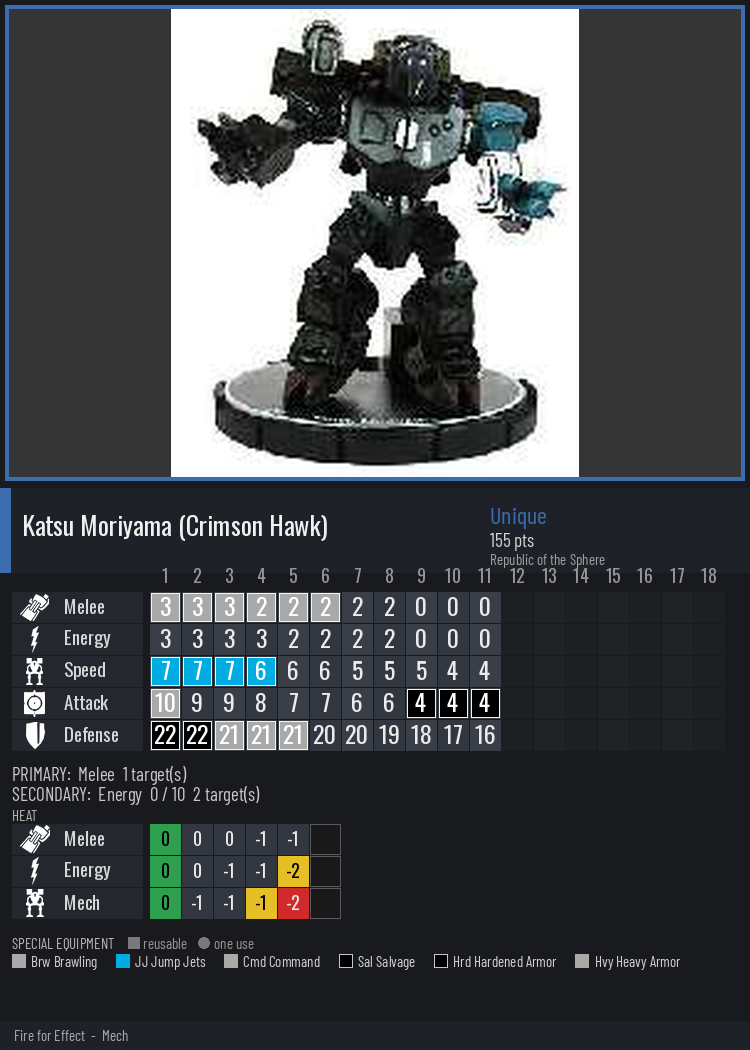 Katsu Moriyama (Crimson Hawk)
Unique
155 pts
Republic of the Sphere
1 2 3 4 5 6 7 8 9 10 11 12 13 14 15 16 17 18
Melee 3 3 3 2 2 2 2 2 0 0 0
Energy 3 3 3 3 2 2 2 2 0 0 0
Speed 7 7 7 6 6 6 5 5 5 4 4
Attack 10 9 9 8 7 7 6 6 4 4 4
Defense 22 22 21 21 21 20 20 19 18 17 16
PRIMARY: Melee 1 target(s)
SECONDARY: Energy 0 / 10 2 target(s)
HEAT
Melee 0 0 0 -1 -1
Energy 0 0 -1 -1 -2
Mech 0 -1 -1 -1 -2
SPECIAL EQUIPMENT reusable one use
Brw Brawling JJ Jump Jets Cmd Command Sal Salvage Hrd Hardened Armor Hvy Heavy Armor
Fire for Effect - Mech